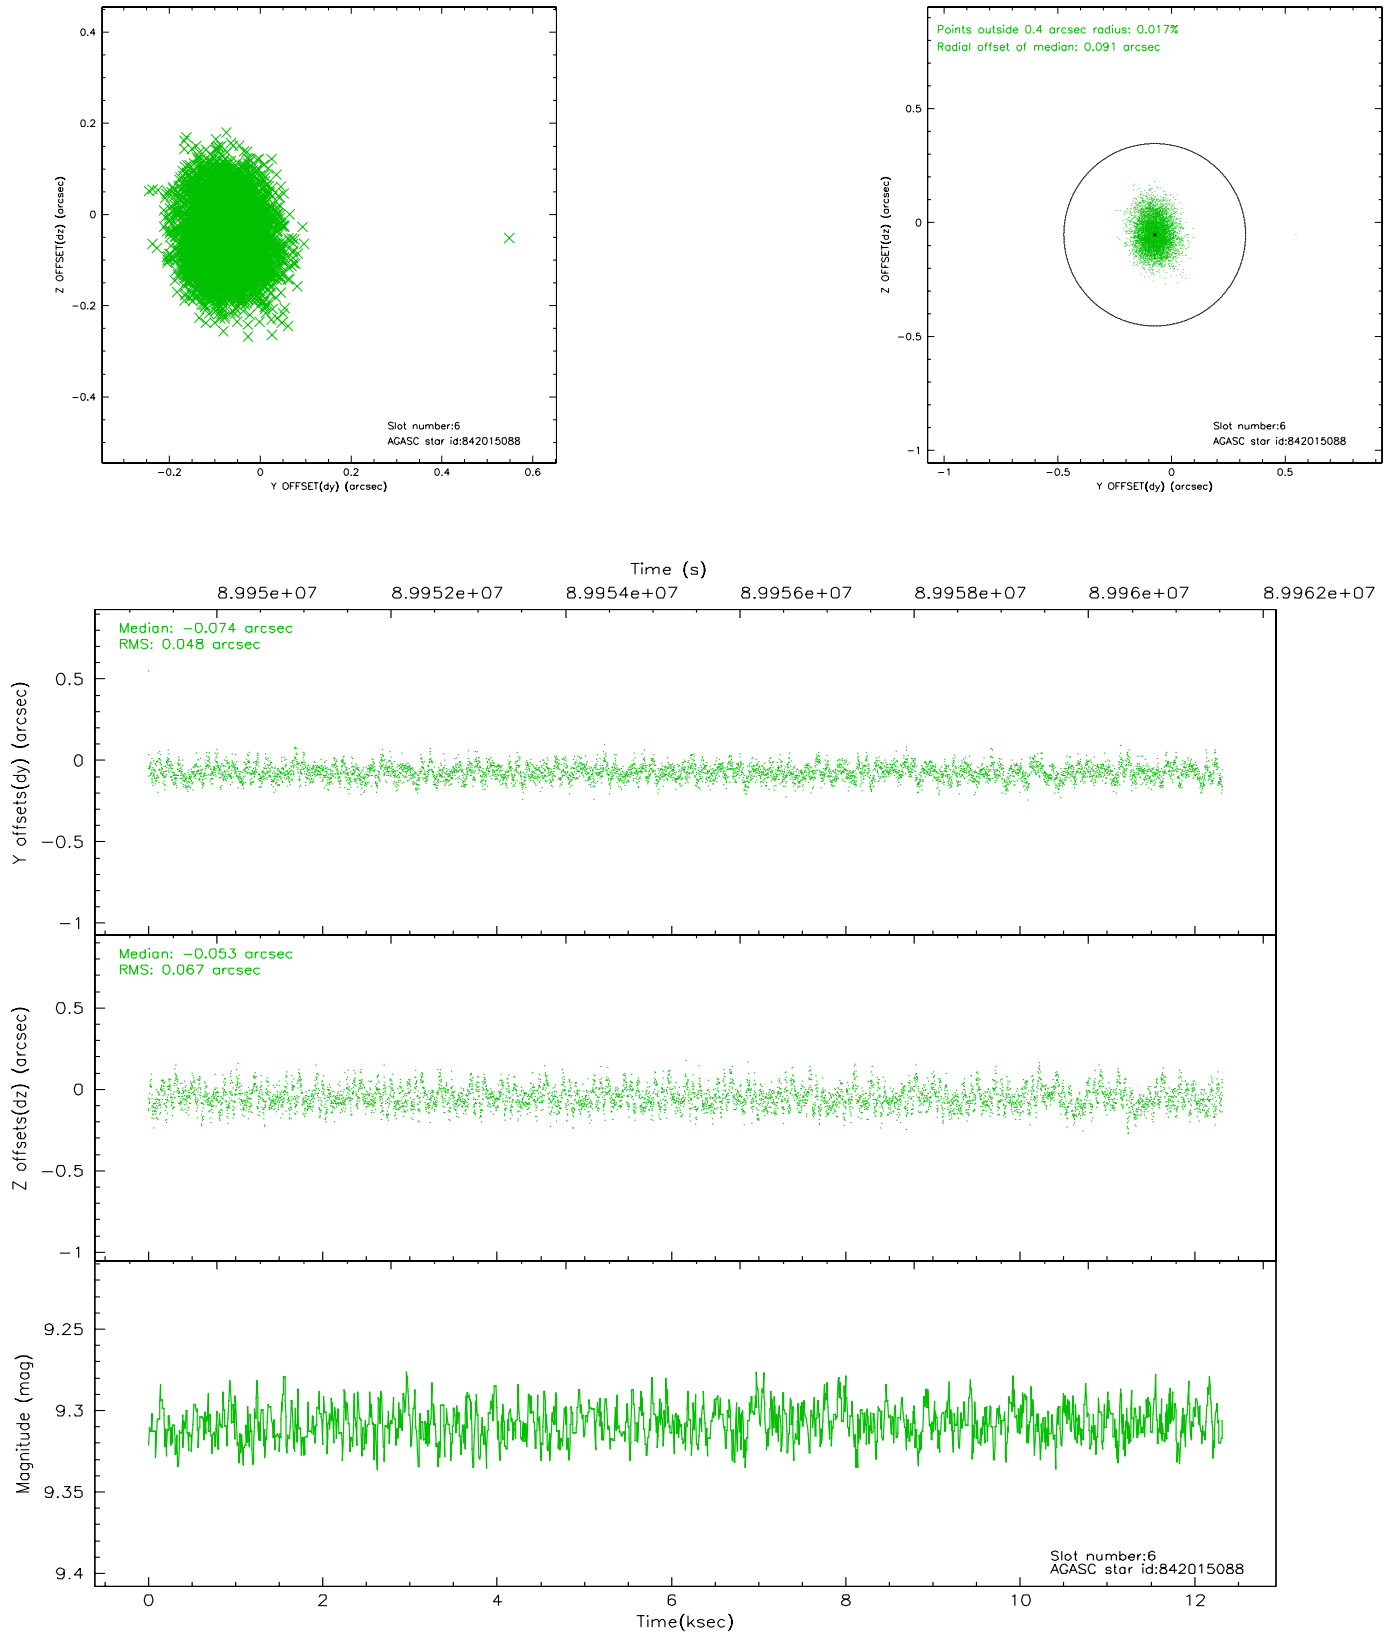 0.4
0.2
0
−0.2
−0.4
Z OFFSET(dz) (arcsec)
Slot number:6
AGASC star id:842015088
−0.2 0 0.2 0.4 0.6
Y OFFSET(dy) (arcsec)
Points outside 0.4 arcsec radius: 0.017%
Radial offset of median: 0.091 arcsec
0.5
0
−0.5
−1
Z OFFSET(dz) (arcsec)
Slot number:6
AGASC star id:842015088
−1 −0.5 0 0.5
Y OFFSET(dy) (arcsec)
Time (s)
8.995e+07 8.9952e+07 8.9954e+07 8.9956e+07 8.9958e+07 8.996e+07 8.9962e+07
Median: −0.074 arcsec
RMS: 0.048 arcsec
0.5
0
−0.5
−1
Y offsets(dy) (arcsec)
Median: −0.053 arcsec
RMS: 0.067 arcsec
0.5
0
−0.5
−1
Z offsets(dz) (arcsec)
9.25
9.3
9.35
9.4
Magnitude (mag)
Slot number:6
AGASC star id:842015088
0 2 4 6 8 10 12
Time(ksec)